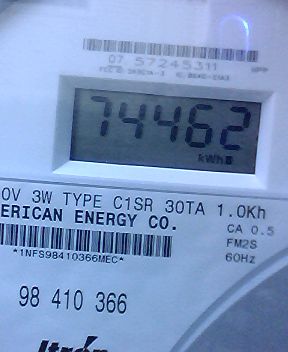 07 57245311
74462
kWh
0V 3W TYPE C1SR 30TA 1.0Kh
ERICAN ENERGY CO. CA 0.5
FM2S
*1NFS98410366MEC* 60Hz
98 410 366
Itron